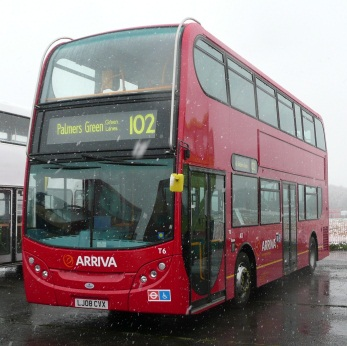 Palmers Green 102
T6
ARRIVA
LJ08 CVX
ARRIVA